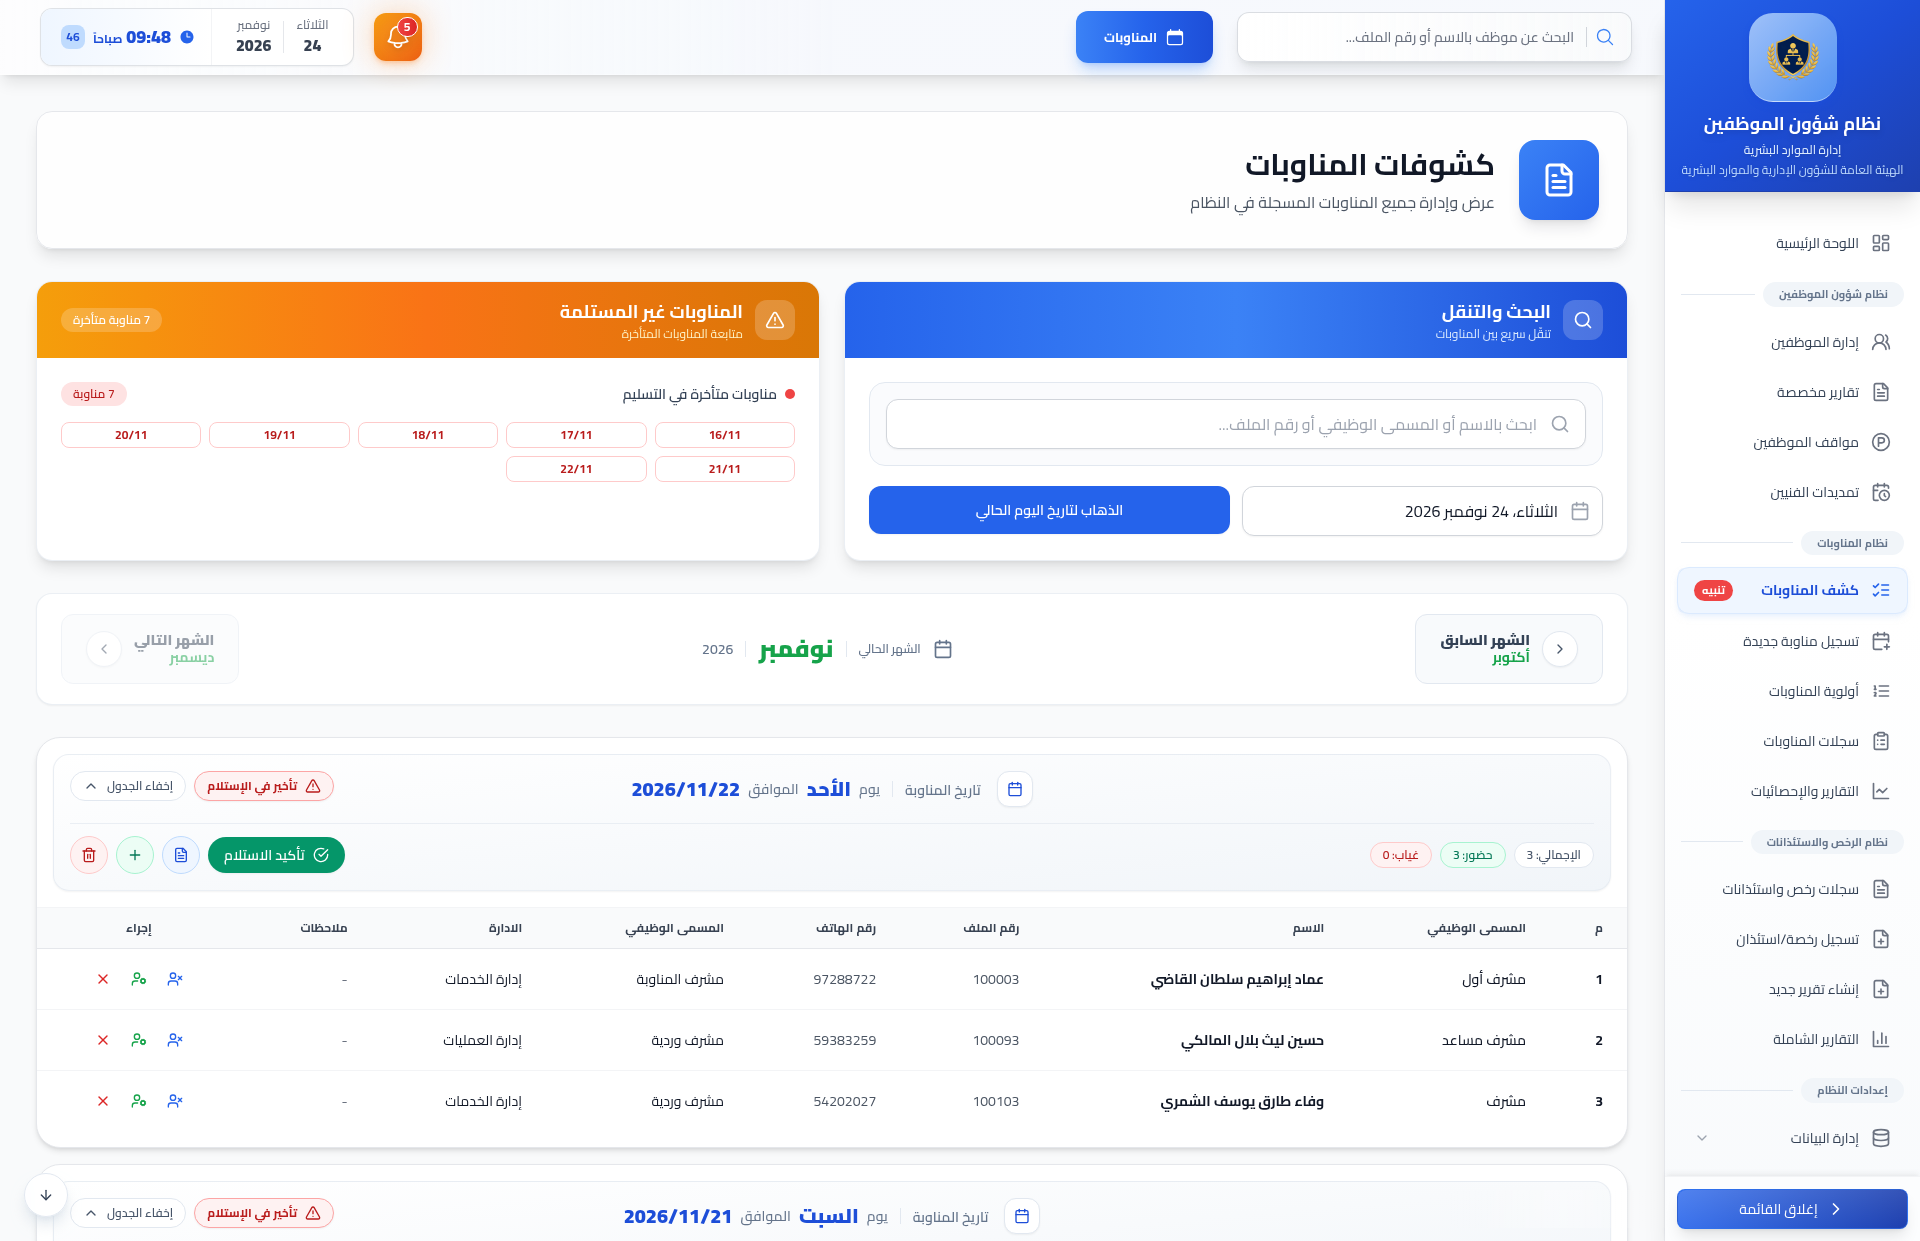 نظام شؤون الموظفين
إدارة الموارد البشرية
الهيئة العامة للشؤون الإدارية والموارد البشرية
اللوحة الرئيسية
نظام شؤون الموظفين
إدارة الموظفين
تقارير مخصصة
مواقف الموظفين
تمديدات الفنيين
نظام المناوبات
كشف المناوبات
تنبيه
تسجيل مناوبة جديدة
أولوية المناوبات
سجلات المناوبات
التقارير والإحصائيات
نظام الرخص والاستئذانات
سجلات رخص واستئذانات
تسجيل رخصة/استئذان
إنشاء تقرير جديد
التقارير الشاملة
إعدادات النظام
إدارة البيانات
إغلاق القائمة
البحث عن موظف بالاسم أو رقم الملف...
المناوبات
5
الثلاثاء
24
نوفمبر
2026
09:48 صباحاً
46
كشوفات المناوبات
عرض وإدارة جميع المناوبات المسجلة في النظام
البحث والتنقل
تنقّل سريع بين المناوبات
ابحث بالاسم أو المسمى الوظيفي أو رقم الملف...
الثلاثاء، 24 نوفمبر 2026
الذهاب لتاريخ اليوم الحالي
المناوبات غير المستلمة
متابعة المناوبات المتأخرة
7 مناوبة متأخرة
مناوبات متأخرة في التسليم
7 مناوبة
16/11 17/11 18/11 19/11 20/11
21/11 22/11
الشهر السابق
أكتوبر
الشهر الحالي نوفمبر 2026
الشهر التالي
ديسمبر
تاريخ المناوبة يوم الأحد الموافق 2026/11/22
تأخير في الإستلام
إخفاء الجدول
الإجمالي: 3 حضور: 3 غياب: 0
تأكيد الاستلام
م المسمى الوظيفي الاسم رقم الملف رقم الهاتف المسمى الوظيفي الادارة ملاحظات إجراء
1 مشرف أول عماد إبراهيم سلطان القاضي 100003 97288722 مشرف المناوبة إدارة الخدمات -
2 مشرف مساعد حسين ليث بلال المالكي 100093 59383259 مشرف وردية إدارة العمليات -
3 مشرف وفاء طارق يوسف الشمري 100103 54202027 مشرف وردية إدارة الخدمات -
تاريخ المناوبة يوم السبت الموافق 2026/11/21
تأخير في الإستلام
إخفاء الجدول